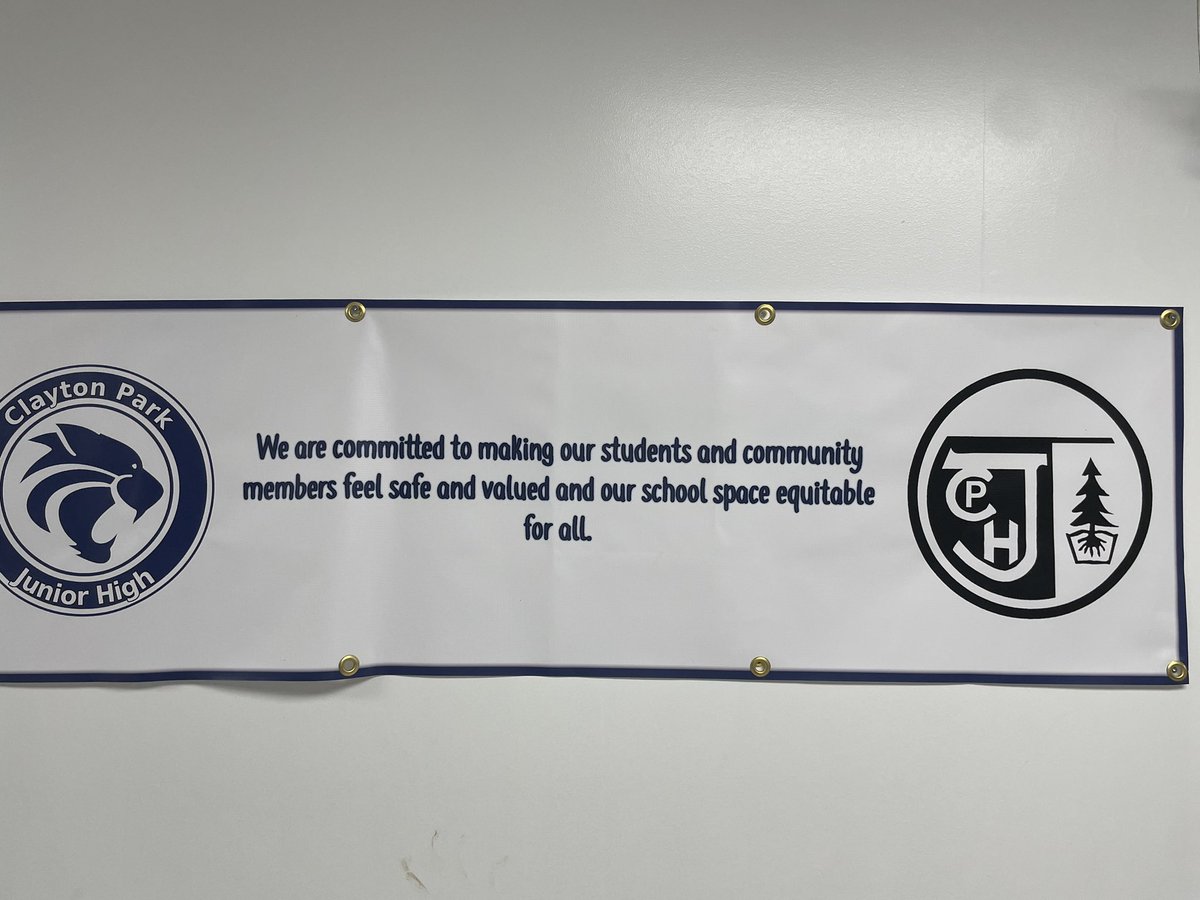 Clayton Park
Junior High
We are committed to making our students and community
members feel safe and valued and our school space equitable
for all.
CPJH